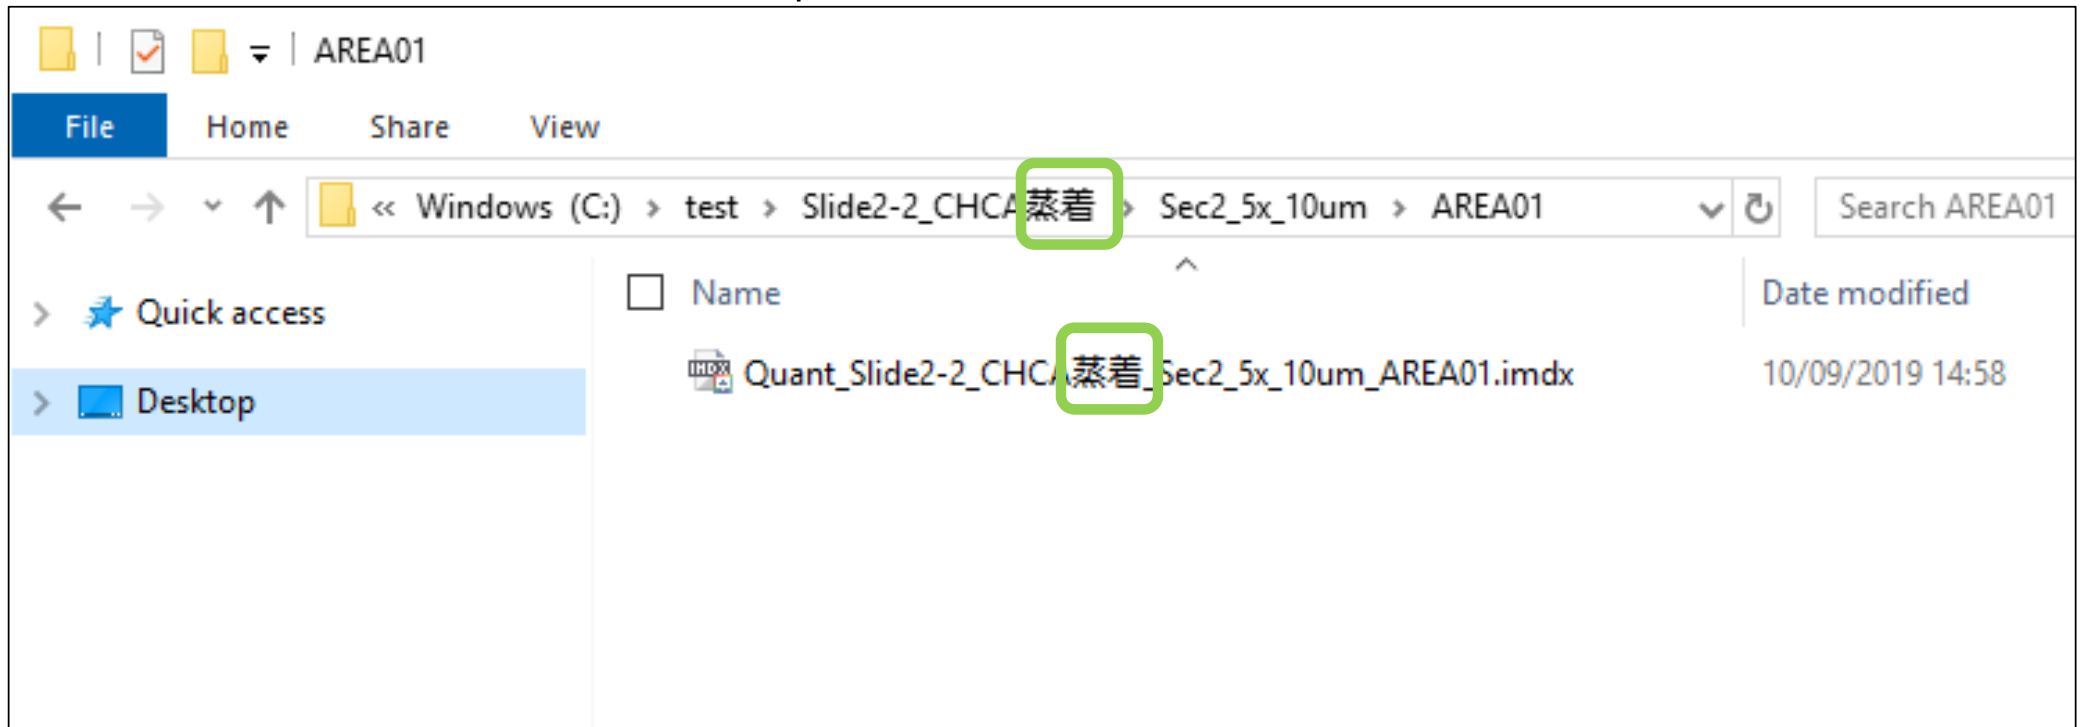 AREA01
File Home Share View
« Windows (C:) › test › Slide2-2_CHCA蒸着 › Sec2_5x_10um › AREA01 Search AREA01
Name Date modified
Quick access
Quant_Slide2-2_CHCA蒸着_Sec2_5x_10um_AREA01.imdx 10/09/2019 14:58
Desktop